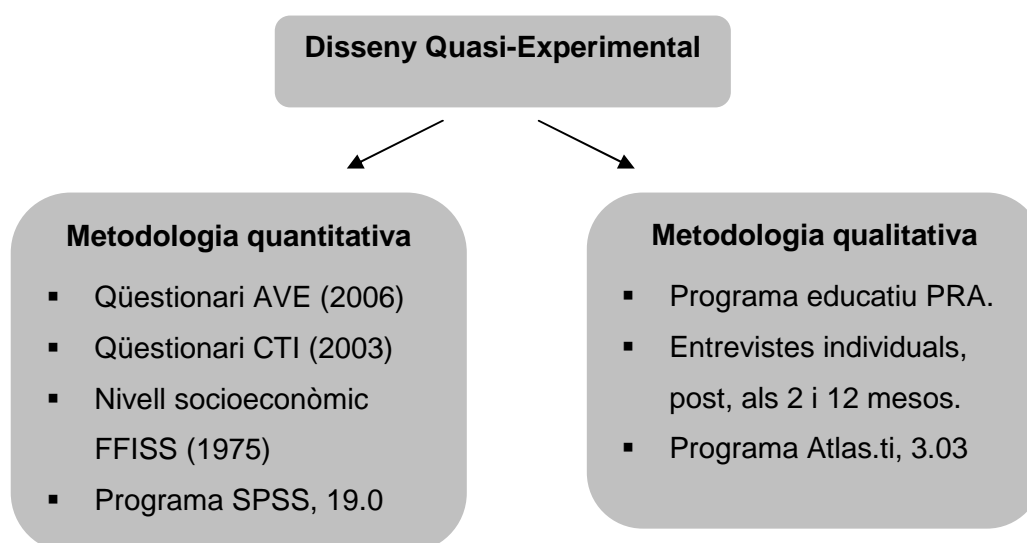 Disseny Quasi-Experimental
Metodologia quantitativa
▪ Qüestionari AVE (2006)
▪ Qüestionari CTI (2003)
▪ Nivell socioeconòmic
FFISS (1975)
▪ Programa SPSS, 19.0
Metodologia qualitativa
▪ Programa educatiu PRA.
▪ Entrevistes individuals,
post, als 2 i 12 mesos.
▪ Programa Atlas.ti, 3.03